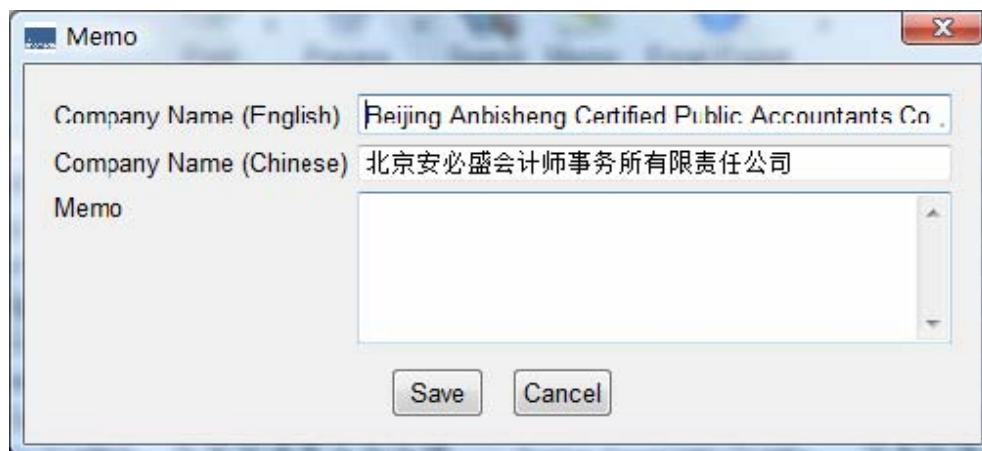 Memo
Company Name (English) Beijing Anbisheng Certified Public Accountants Co.,
Company Name (Chinese) 北京安必盛会计师事务所有限责任公司
Memo
Save Cancel